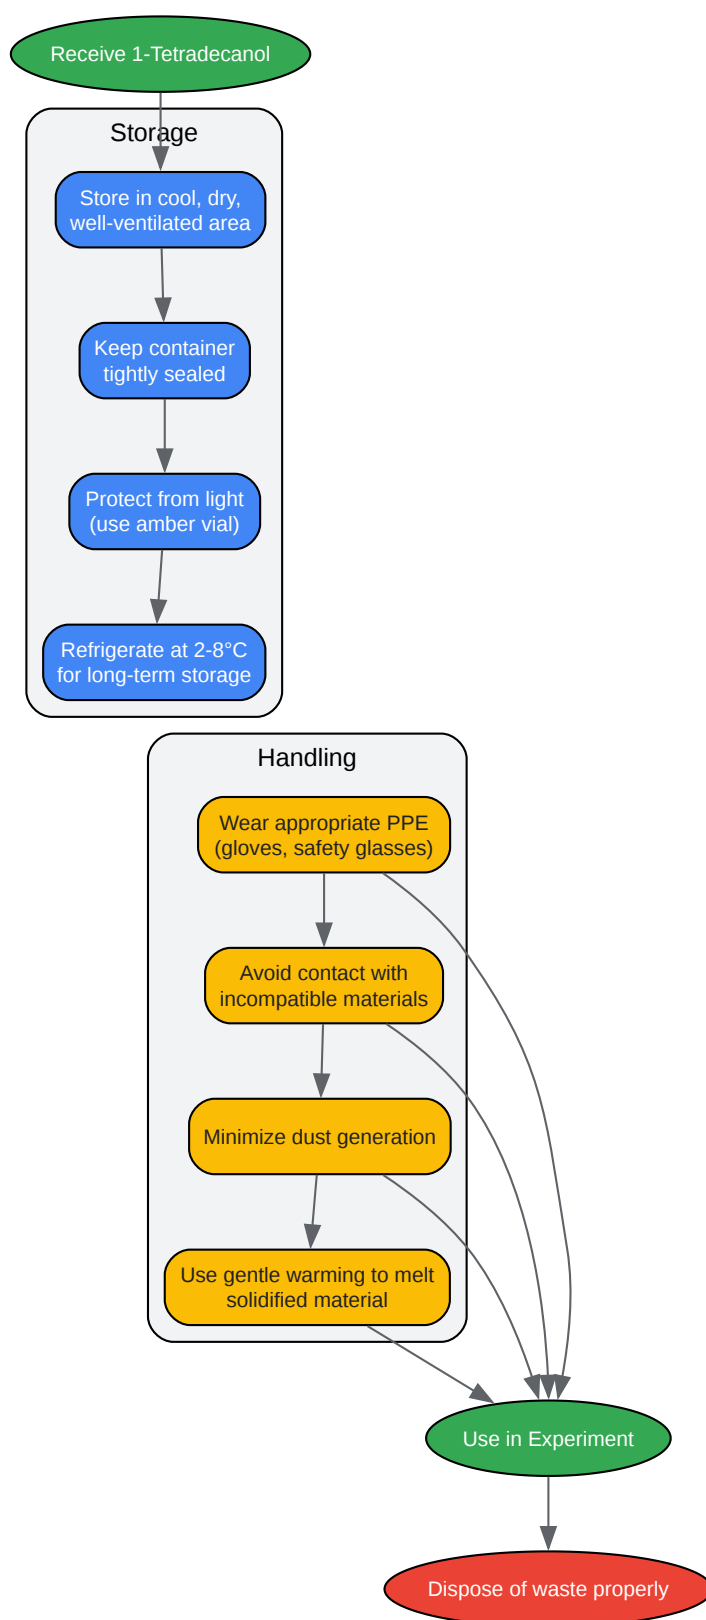 Receive 1-Tetradecanol
Storage
Store in cool, dry,
well-ventilated area
Keep container
tightly sealed
Protect from light
(use amber vial)
Refrigerate at 2-8°C
for long-term storage
Handling
Wear appropriate PPE
(gloves, safety glasses)
Avoid contact with
incompatible materials
Minimize dust generation
Use gentle warming to melt
solidified material
Use in Experiment
Dispose of waste properly